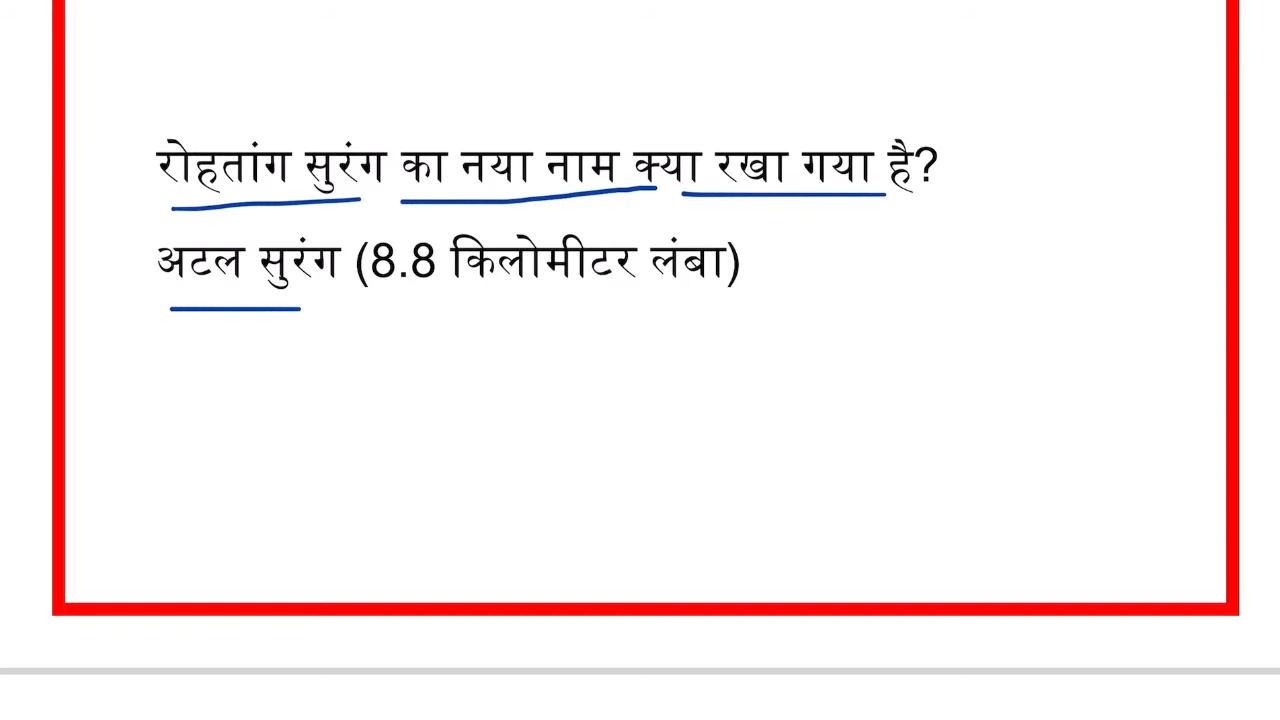 रोहतांग सुरंग का नया नाम क्या रखा गया है?
अटल सुरंग (8.8 किलोमीटर लंबा)